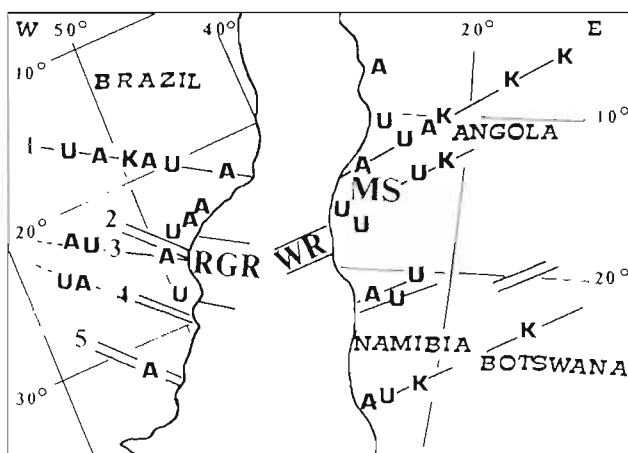 W 50° 40° 20° E
10° BRAZIL A K K
U U A K ANGOLA 10°
1 U A K A U A A U K
MS
20° 2 U A A U U
A U 3 A RGR WR
U A 4 U A U U 20°
5 A NAMIBIA K BOTSWANA
30° A U K